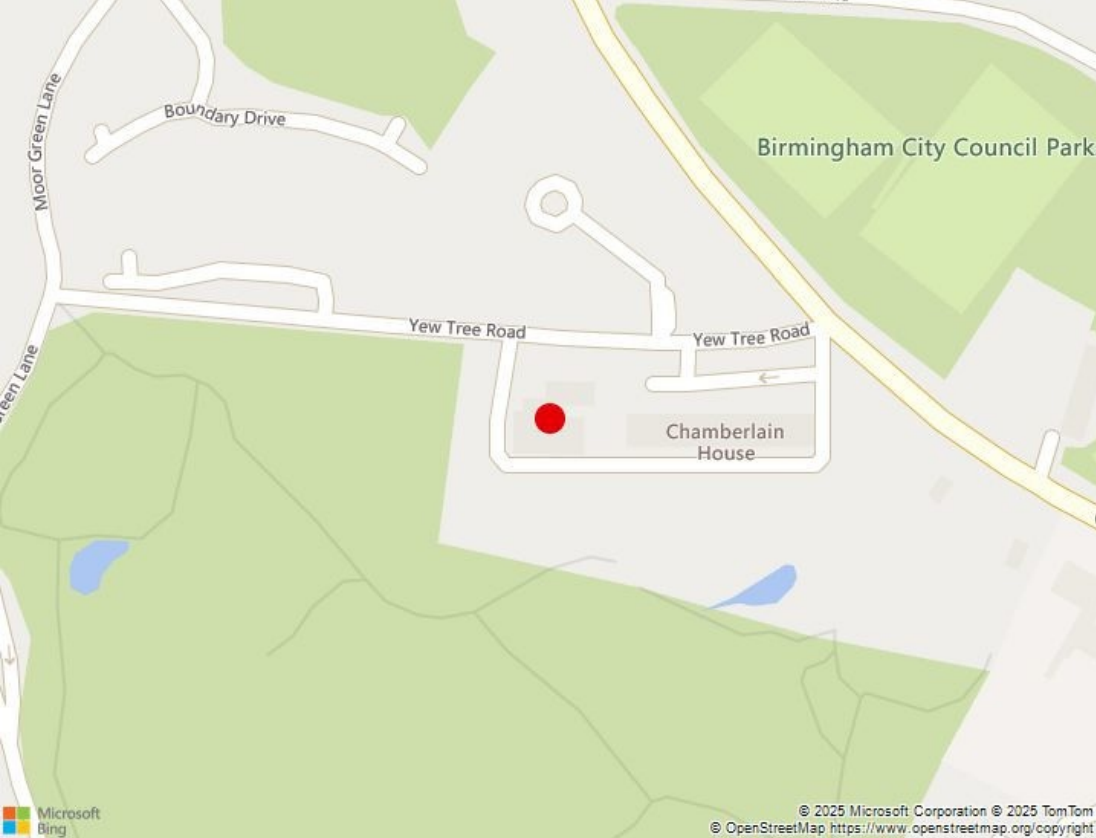 Moor Green Lane
Boundary Drive
Birmingham City Council Park
Yew Tree Road
Yew Tree Road
Green Lane
←
Chamberlain
House
Microsoft
Bing
© 2025 Microsoft Corporation © 2025 TomTom
© OpenStreetMap https://www.openstreetmap.org/copyright